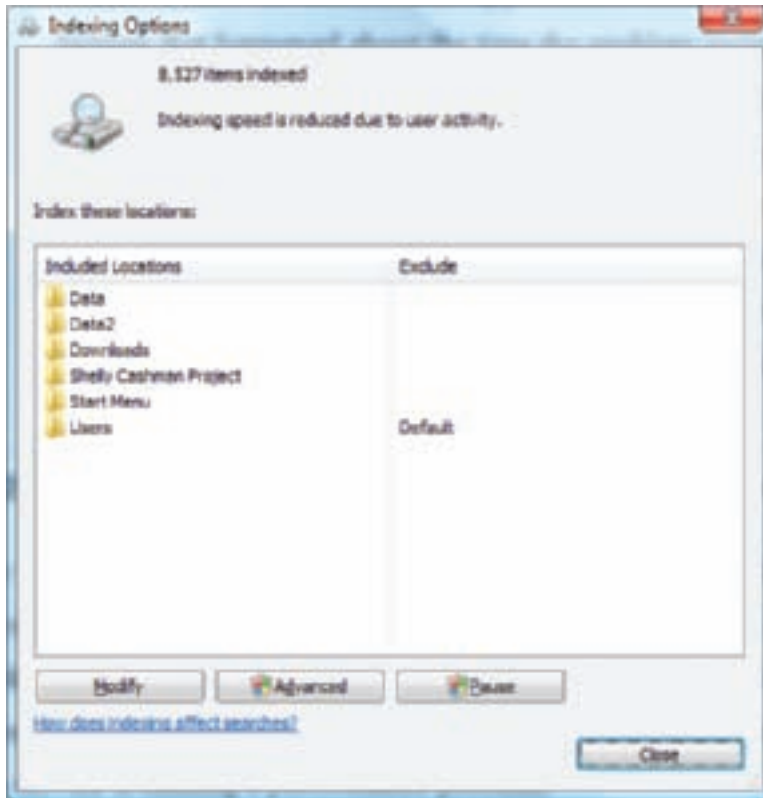 Indexing Options
8,527 items indexed
Indexing speed is reduced due to user activity.
Index these locations:
Included Locations Exclude
Data
Data2
Downloads
Shelly Cashman Project
Start Menu
Users Default
Modify Advanced Pause
How does indexing affect searches?
Close